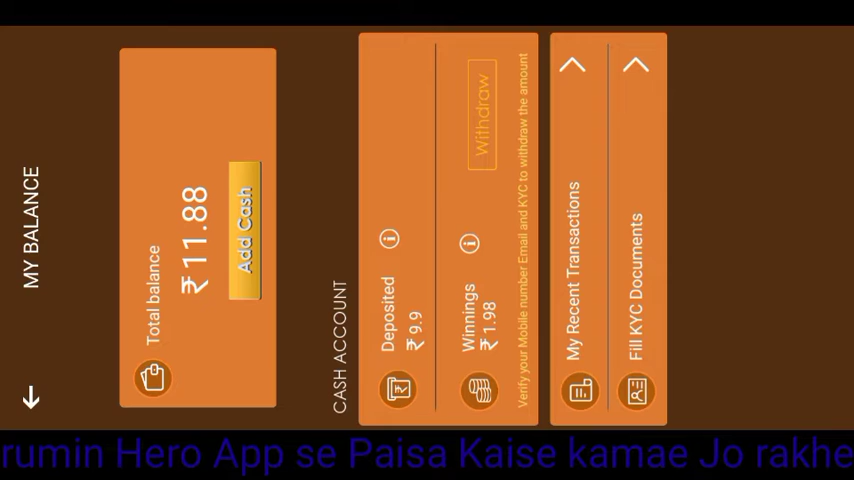 MY BALANCE
Total balance
₹11.88
Add Cash
CASH ACCOUNT
Deposited
₹9.9
Winnings
₹1.98
Withdraw
Verify your Mobile number Email and KYC to withdraw the amount
My Recent Transactions
Fill KYC Documents
rumin Hero App se Paisa Kaise kamae Jo rakhe